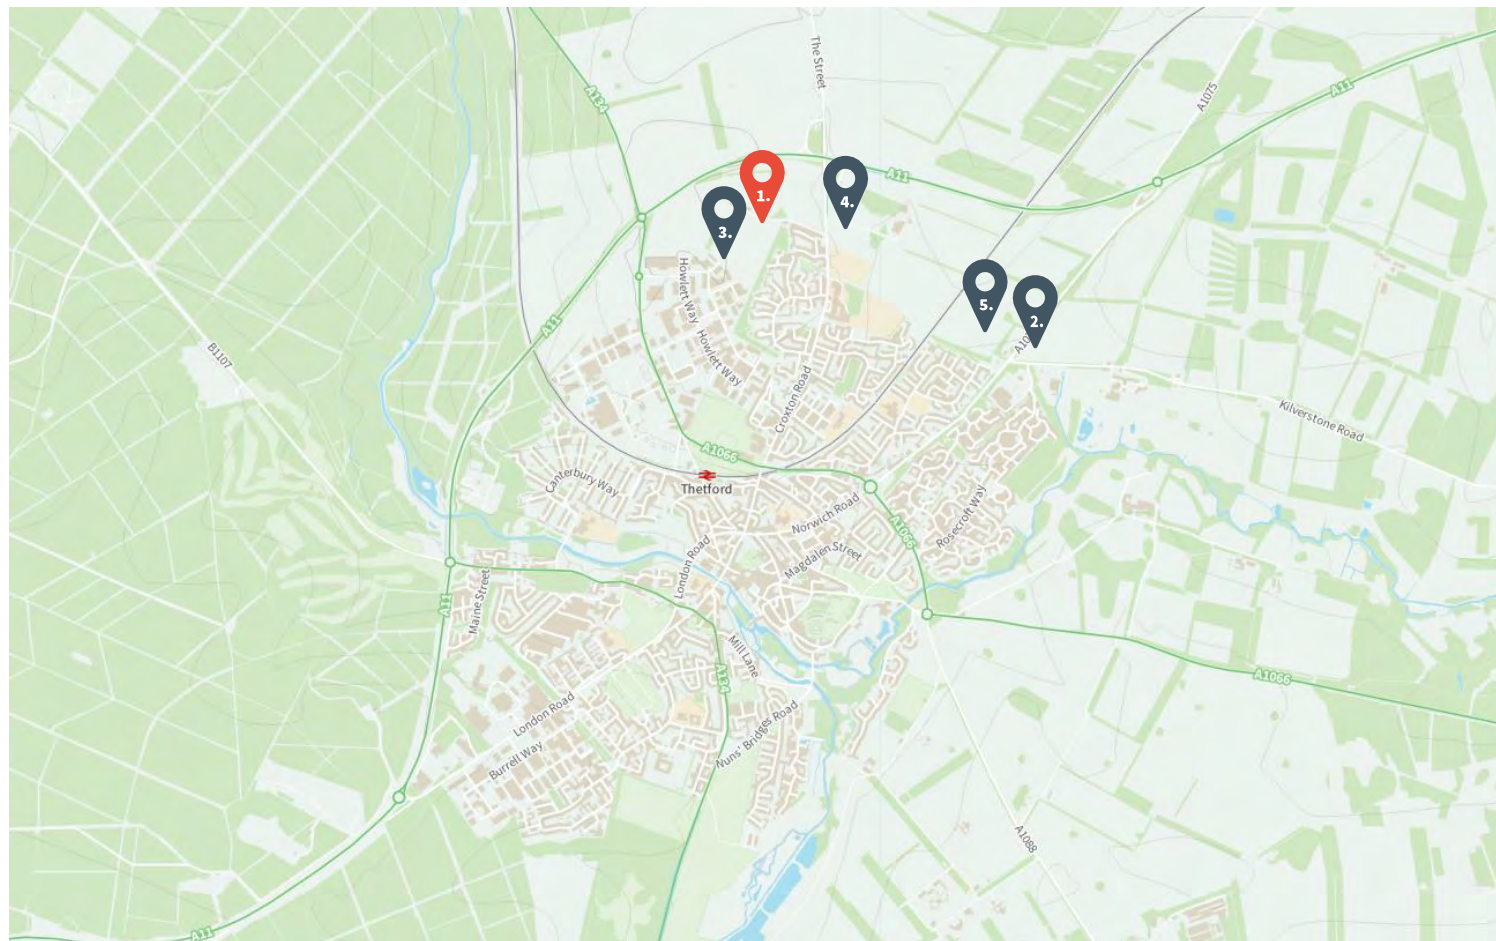 The Street
A134
A1075
A11
A11
1.
4.
3.
Howlett Way
5.
2.
A11
Howlett Way
B1107
Croxton Road
Kilverstone Road
A1066
Canterbury Way
Thetford
Norwich Road
Rosecroft Way
A1066
London Road
Magdalen Street
A11
Maine Street
Mill Lane
A134
A1066
London Road
Nuns' Bridges Road
Burrell Way
A1088
A11